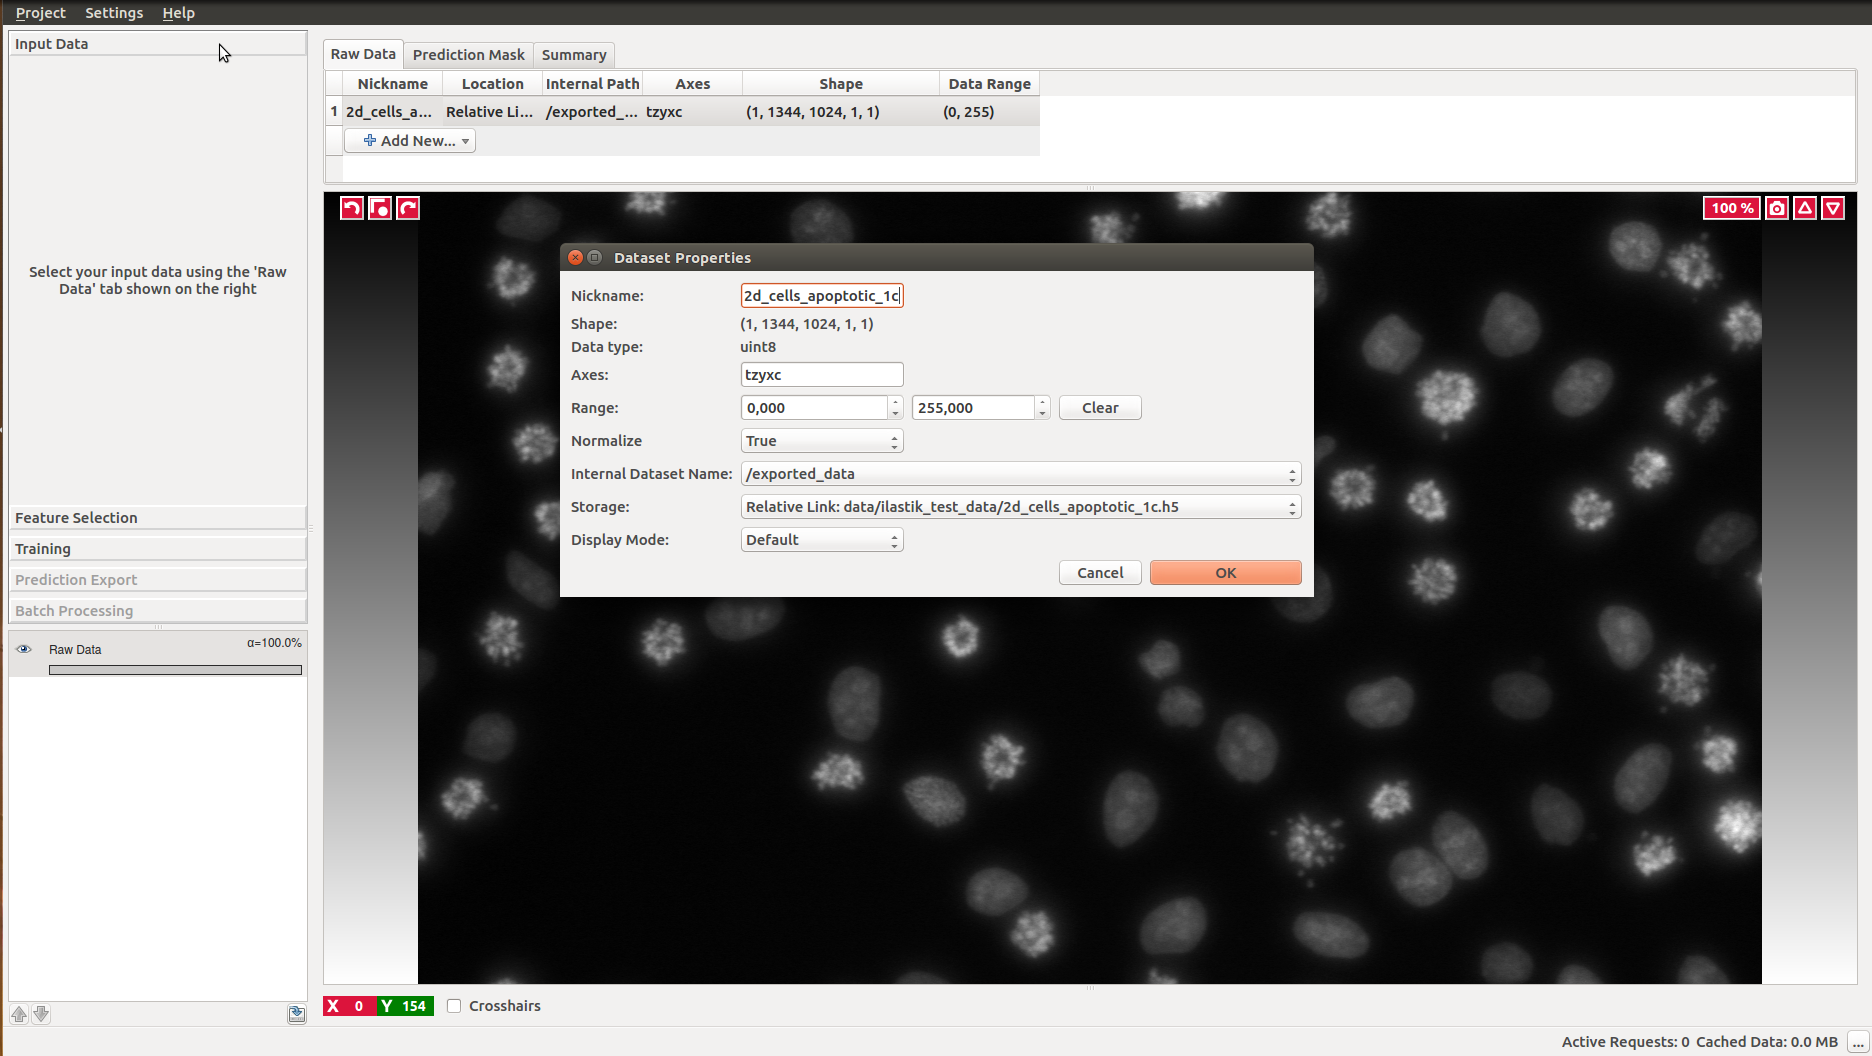 Project Settings Help
Input Data
Select your input data using the 'Raw
Data' tab shown on the right
Feature Selection
Training
Prediction Export
Batch Processing
Raw Data α=100.0%
Raw Data Prediction Mask Summary
Nickname Location Internal Path Axes Shape Data Range
1 2d_cells_a... Relative Li... /exported_... tzyxc (1, 1344, 1024, 1, 1) (0, 255)
Add New...
100 %
Dataset Properties
Nickname: 2d_cells_apoptotic_1c
Shape: (1, 1344, 1024, 1, 1)
Data type: uint8
Axes: tzyxc
Range: 0,000 255,000 Clear
Normalize True
Internal Dataset Name: /exported_data
Storage: Relative Link: data/ilastik_test_data/2d_cells_apoptotic_1c.h5
Display Mode: Default
Cancel OK
X 0 Y 154 Crosshairs
Active Requests: 0 Cached Data: 0.0 MB ...